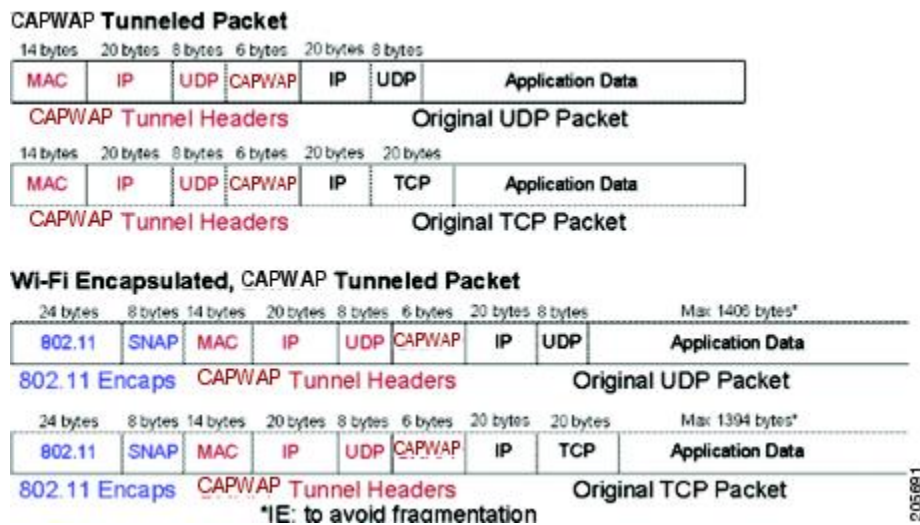 CAPWAP Tunneled Packet
14 bytes 20 bytes 8 bytes 6 bytes 20 bytes 8 bytes
MAC IP UDP CAPWAP IP UDP Application Data
CAPWAP Tunnel Headers Original UDP Packet
14 bytes 20 bytes 8 bytes 6 bytes 20 bytes 20 bytes
MAC IP UDP CAPWAP IP TCP Application Data
CAPWAP Tunnel Headers Original TCP Packet
Wi-Fi Encapsulated, CAPWAP Tunneled Packet
24 bytes 8 bytes 14 bytes 20 bytes 8 bytes 6 bytes 20 bytes 8 bytes Max 1406 bytes*
802.11 SNAP MAC IP UDP CAPWAP IP UDP Application Data
802.11 Encaps CAPWAP Tunnel Headers Original UDP Packet
24 bytes 8 bytes 14 bytes 20 bytes 8 bytes 6 bytes 20 bytes 20 bytes Max 1394 bytes*
802.11 SNAP MAC IP UDP CAPWAP IP TCP Application Data
802.11 Encaps CAPWAP Tunnel Headers Original TCP Packet
*IE: to avoid fragmentation
205691